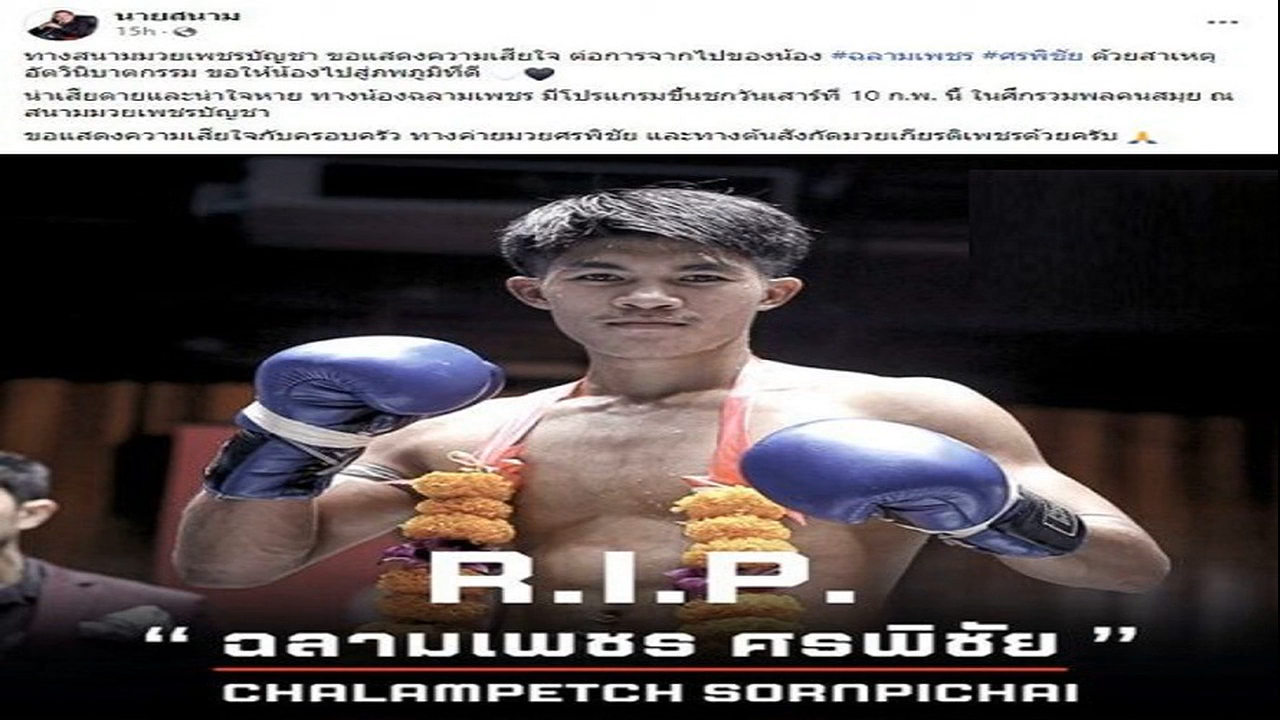 นายสนาม
15h
ทางสนามมวยเพชรบัญชา ขอแสดงความเสียใจ ต่อการจากไปของน้อง #ฉลามเพชร #ศรพิชัย ด้วยสาเหตุ
อัตวินิบาตกรรม ขอให้น้องไปสู่ภพภูมิที่ดี
น่าเสียดายและน่าใจหาย ทางน้องฉลามเพชร มีโปรแกรมขึ้นชกวันเสาร์ที่ 10 ก.พ. นี้ ในศึกรวมพลคนสมุย ณ
สนามมวยเพชรบัญชา
ขอแสดงความเสียใจกับครอบครัว ทางค่ายมวยศรพิชัย และทางต้นสังกัดมวยเกียรติเพชรด้วยครับ 🙏
R.I.P.
“ ฉลามเพชร ศรพิชัย ”
CHALAMPETCH SORNPICHAI